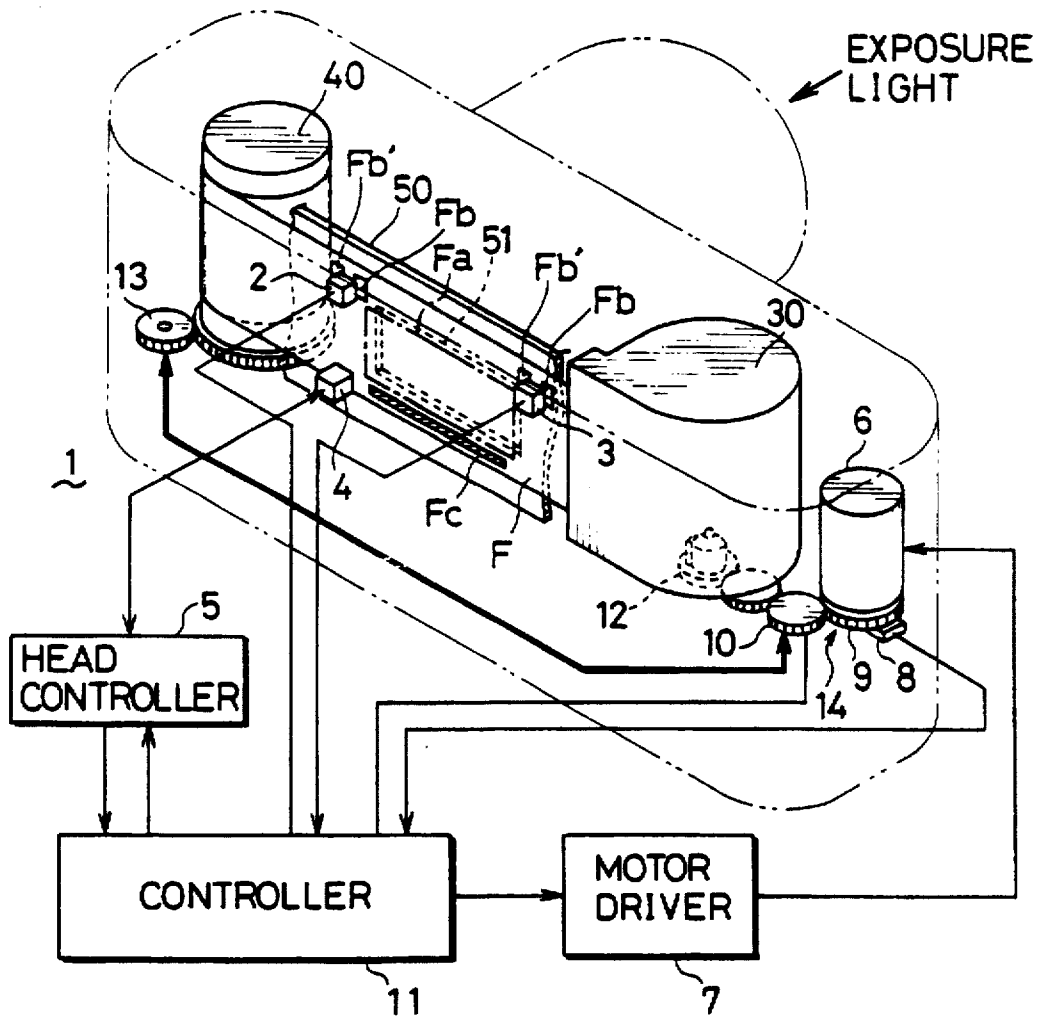 EXPOSURE
LIGHT
40
Fb'
50
Fb
Fa
51
Fb'
Fb
2
13
30
3
6
4
1
Fc
F
12
10
9
8
14
5
HEAD
CONTROLLER
CONTROLLER
MOTOR
DRIVER
11
7